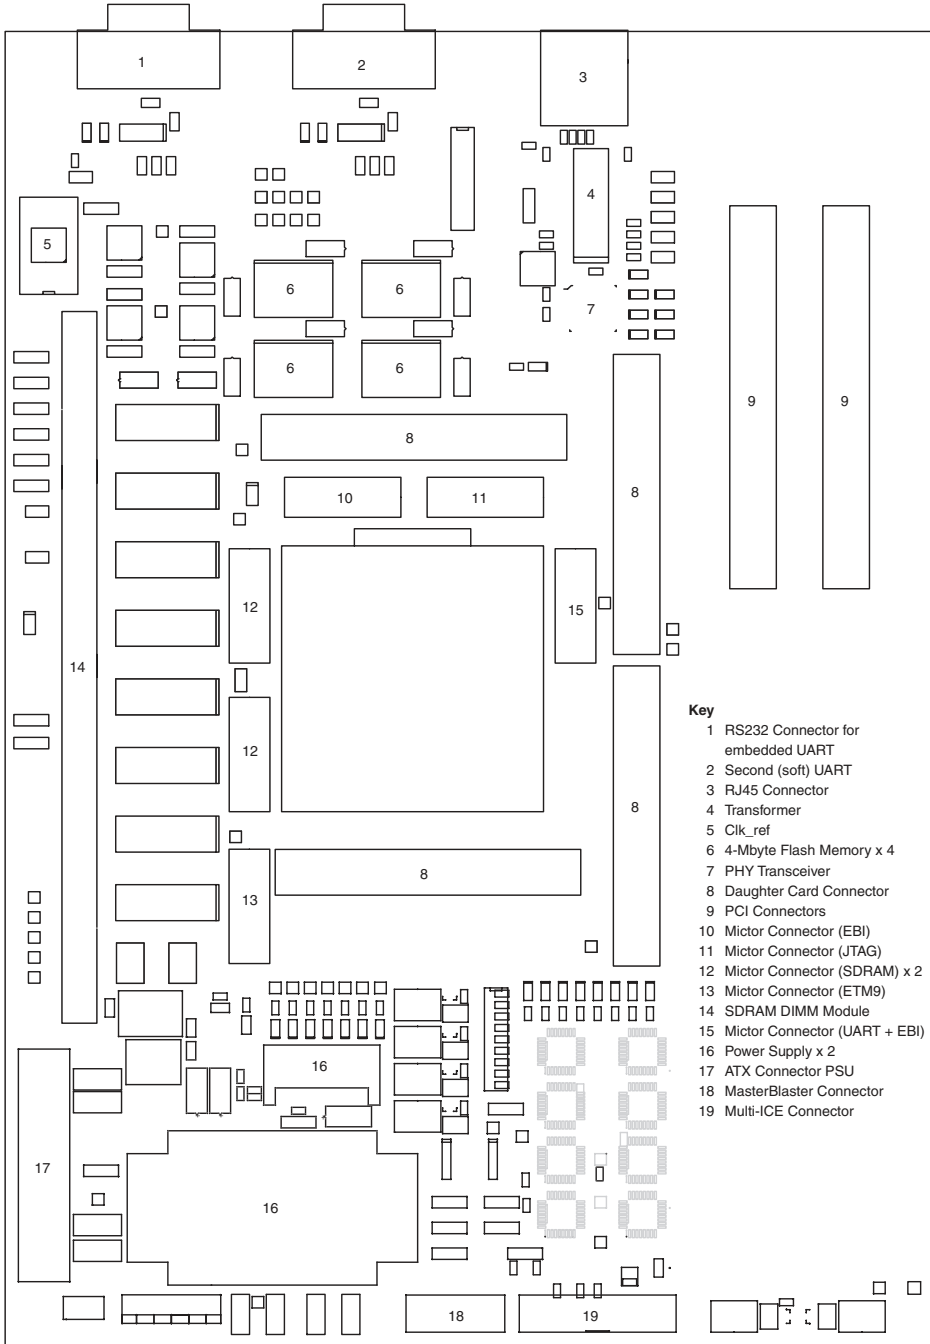 1
2
3
4
5
6
6
7
6
6
9
9
8
8
10
11
12
15
14
12
8
8
13
16
17
16
18
19
Key
1 RS232 Connector for
embedded UART
2 Second (soft) UART
3 RJ45 Connector
4 Transformer
5 Clk_ref
6 4-Mbyte Flash Memory x 4
7 PHY Transceiver
8 Daughter Card Connector
9 PCI Connectors
10 Mictor Connector (EBI)
11 Mictor Connector (JTAG)
12 Mictor Connector (SDRAM) x 2
13 Mictor Connector (ETM9)
14 SDRAM DIMM Module
15 Mictor Connector (UART + EBI)
16 Power Supply x 2
17 ATX Connector PSU
18 MasterBlaster Connector
19 Multi-ICE Connector